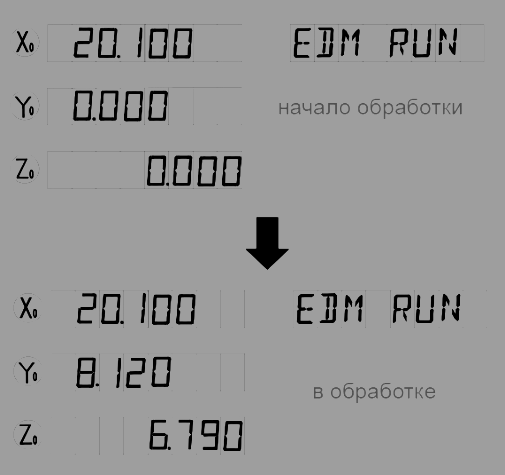 X₀ 20.100 EDM RUN
Y₀ 0.000 начало обработки
Z₀ 0.000
X₀ 20.100 EDM RUN
Y₀ 8.120 в обработке
Z₀ 6.790